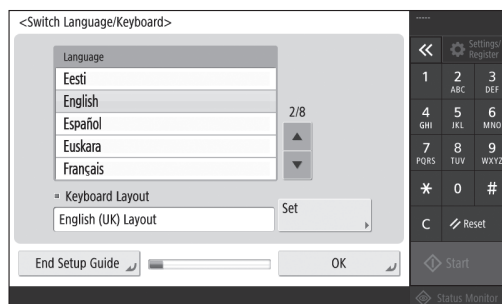 <Switch Language/Keyboard>
Language
Eesti
English
Español
Euskara
Français
2/8
Keyboard Layout
English (UK) Layout
Set
End Setup Guide
OK
-----
Settings/
Register
1
2
ABC
3
DEF
4
GHI
5
JKL
6
MNO
7
PQRS
8
TUV
9
WXYZ
*
0
#
C
Reset
Start
Status Monitor